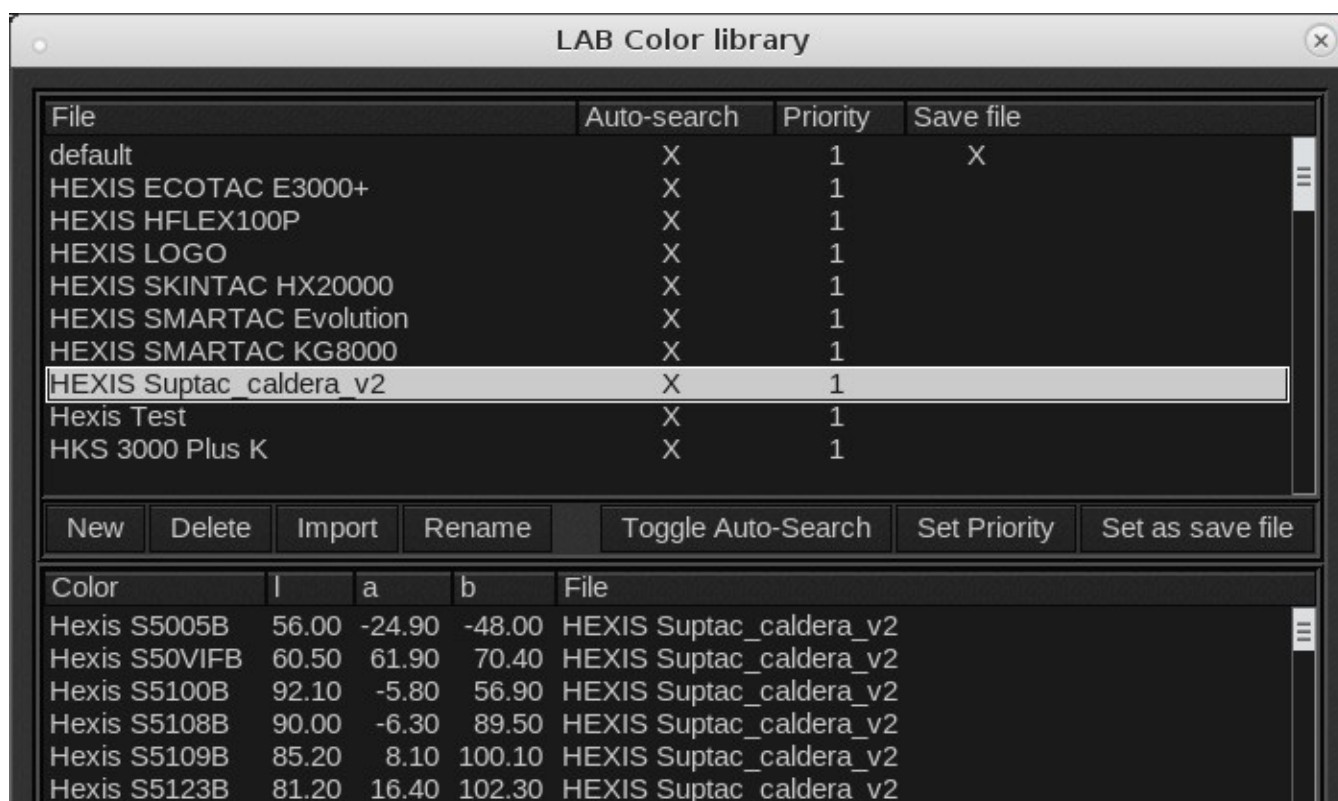 LAB Color library
File Auto-search Priority Save file
default X 1 X
HEXIS ECOTAC E3000+ X 1
HEXIS HFLEX100P X 1
HEXIS LOGO X 1
HEXIS SKINTAC HX20000 X 1
HEXIS SMARTAC Evolution X 1
HEXIS SMARTAC KG8000 X 1
HEXIS Suptac_caldera_v2 X 1
Hexis Test X 1
HKS 3000 Plus K X 1
New Delete Import Rename Toggle Auto-Search Set Priority Set as save file
Color l a b File
Hexis S5005B 56.00 -24.90 -48.00 HEXIS Suptac_caldera_v2
Hexis S50VIFB 60.50 61.90 70.40 HEXIS Suptac_caldera_v2
Hexis S5100B 92.10 -5.80 56.90 HEXIS Suptac_caldera_v2
Hexis S5108B 90.00 -6.30 89.50 HEXIS Suptac_caldera_v2
Hexis S5109B 85.20 8.10 100.10 HEXIS Suptac_caldera_v2
Hexis S5123B 81.20 16.40 102.30 HEXIS Suptac_caldera_v2